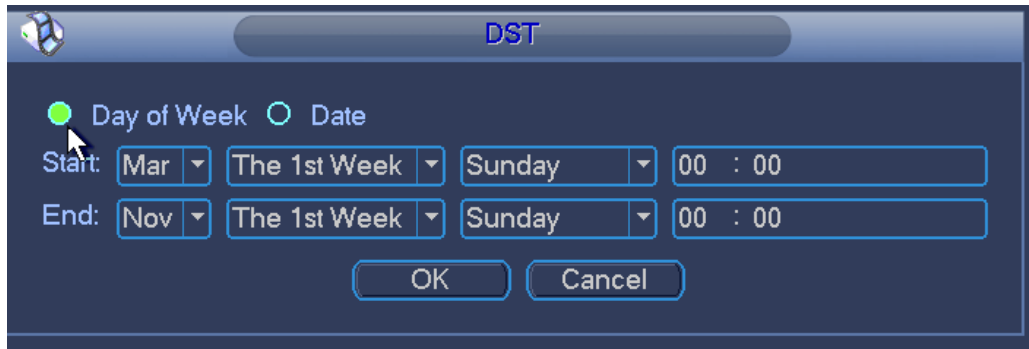 DST
Day of Week Date
Start: Mar The 1st Week Sunday 00 : 00
End: Nov The 1st Week Sunday 00 : 00
OK Cancel